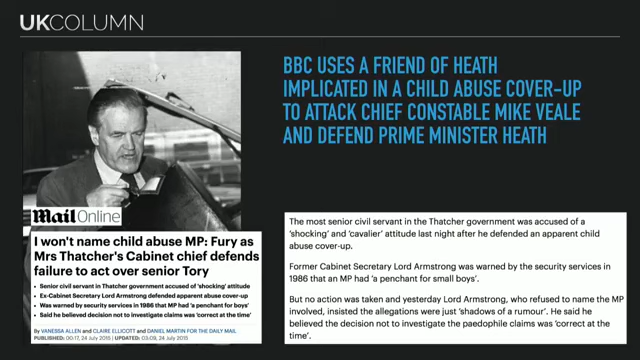 UKCOLUMN
BBC USES A FRIEND OF HEATH
IMPLICATED IN A CHILD ABUSE COVER-UP
TO ATTACK CHIEF CONSTABLE MIKE VEALE
AND DEFEND PRIME MINISTER HEATH
Mail Online
I won't name child abuse MP: Fury as
Mrs Thatcher's Cabinet chief defends
failure to act over senior Tory
• Senior civil servant in Thatcher government accused of 'shocking' attitude
• Ex-Cabinet Secretary Lord Armstrong defended apparent abuse cover-up
• Was warned by security services in 1986 that MP had 'a penchant for boys'
• Said he believed decision not to investigate claims was 'correct at the time'
By VANESSA ALLEN and CLAIRE ELLICOTT and DANIEL MARTIN FOR THE DAILY MAIL
PUBLISHED: 00:17, 24 July 2015 | UPDATED: 03:09, 24 July 2015
The most senior civil servant in the Thatcher government was accused of a
'shocking' and 'cavalier' attitude last night after he defended an apparent child
abuse cover-up.
Former Cabinet Secretary Lord Armstrong was warned by the security services in
1986 that an MP had 'a penchant for small boys'.
But no action was taken and yesterday Lord Armstrong, who refused to name the MP
involved, insisted the allegations were just 'shadows of a rumour'. He said he
believed the decision not to investigate the paedophile claims was 'correct at the
time'.